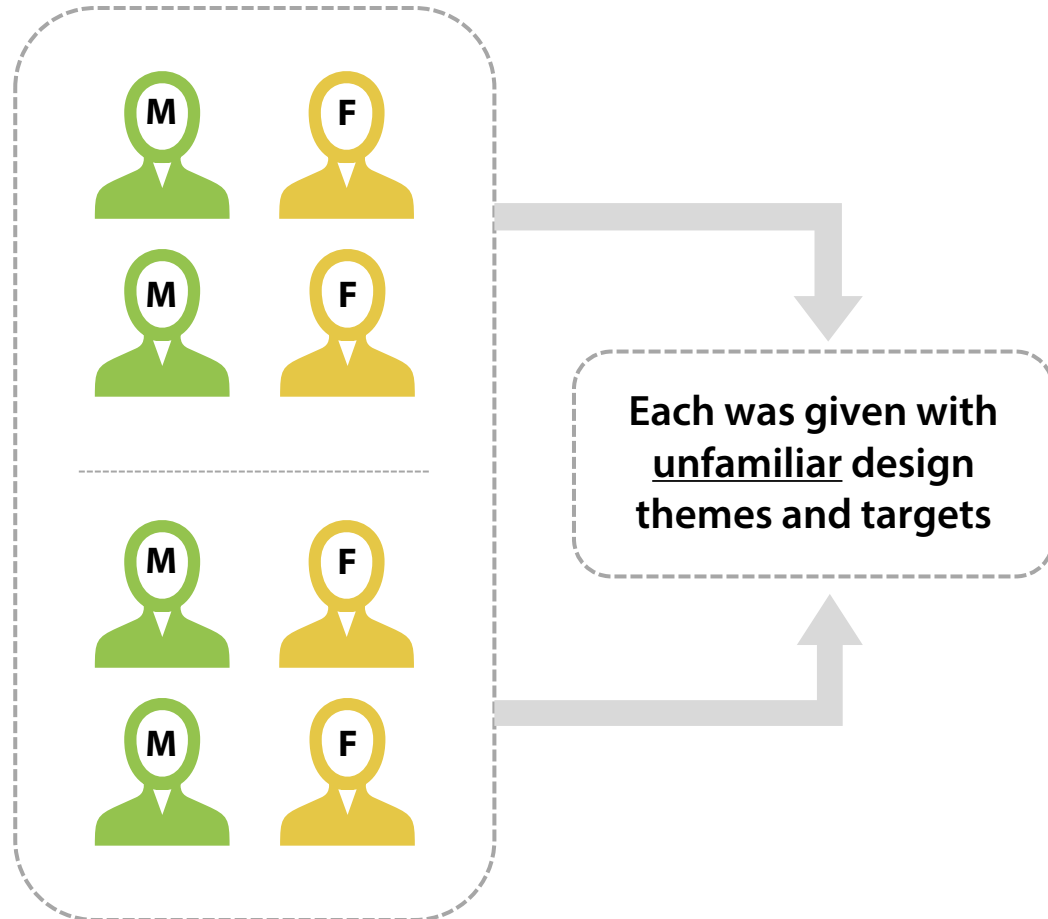 M F
M F
Each was given with
unfamiliar design
themes and targets
M F
M F